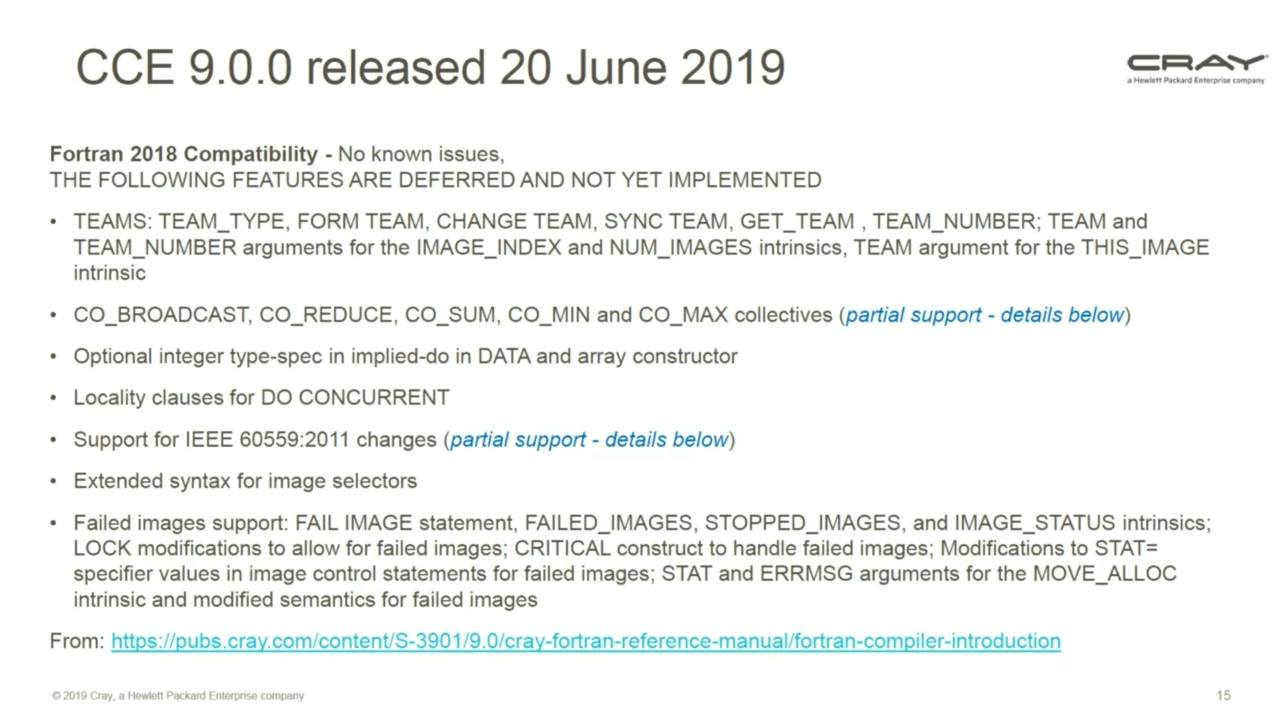 CCE 9.0.0 released 20 June 2019
CRAY
a Hewlett Packard Enterprise company
Fortran 2018 Compatibility - No known issues,
THE FOLLOWING FEATURES ARE DEFERRED AND NOT YET IMPLEMENTED
• TEAMS: TEAM_TYPE, FORM TEAM, CHANGE TEAM, SYNC TEAM, GET_TEAM , TEAM_NUMBER; TEAM and
TEAM_NUMBER arguments for the IMAGE_INDEX and NUM_IMAGES intrinsics, TEAM argument for the THIS_IMAGE
intrinsic
• CO_BROADCAST, CO_REDUCE, CO_SUM, CO_MIN and CO_MAX collectives (partial support - details below)
• Optional integer type-spec in implied-do in DATA and array constructor
• Locality clauses for DO CONCURRENT
• Support for IEEE 60559:2011 changes (partial support - details below)
• Extended syntax for image selectors
• Failed images support: FAIL IMAGE statement, FAILED_IMAGES, STOPPED_IMAGES, and IMAGE_STATUS intrinsics;
LOCK modifications to allow for failed images; CRITICAL construct to handle failed images; Modifications to STAT=
specifier values in image control statements for failed images; STAT and ERRMSG arguments for the MOVE_ALLOC
intrinsic and modified semantics for failed images
From: https://pubs.cray.com/content/S-3901/9.0/cray-fortran-reference-manual/fortran-compiler-introduction
© 2019 Cray, a Hewlett Packard Enterprise company
15